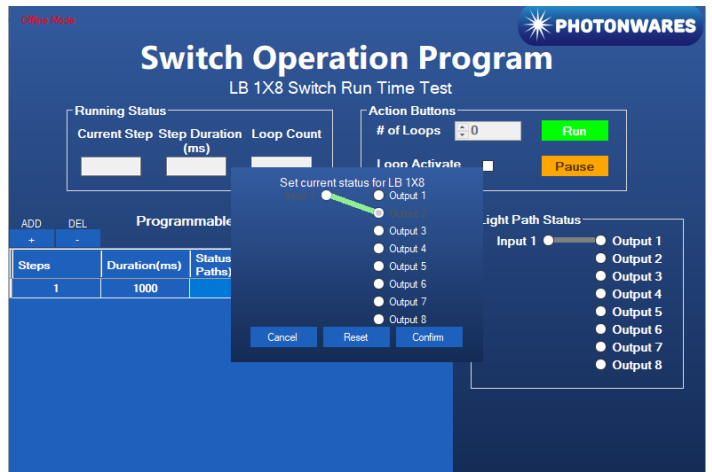 Offline Mode
PHOTONWARES
Switch Operation Program
LB 1X8 Switch Run Time Test
Running Status
Current Step Step Duration (ms) Loop Count
Action Buttons
# of Loops 0 Run
Loop Activate Pause
Set current status for LB 1X8
Input 1 Output 1
Output 2
Output 3
Output 4
Output 5
Output 6
Output 7
Output 8
Cancel Reset Confirm
ADD DEL Programmable
+ -
Steps Duration(ms) Status Paths)
1 1000
Light Path Status
Input 1 Output 1
Output 2
Output 3
Output 4
Output 5
Output 6
Output 7
Output 8